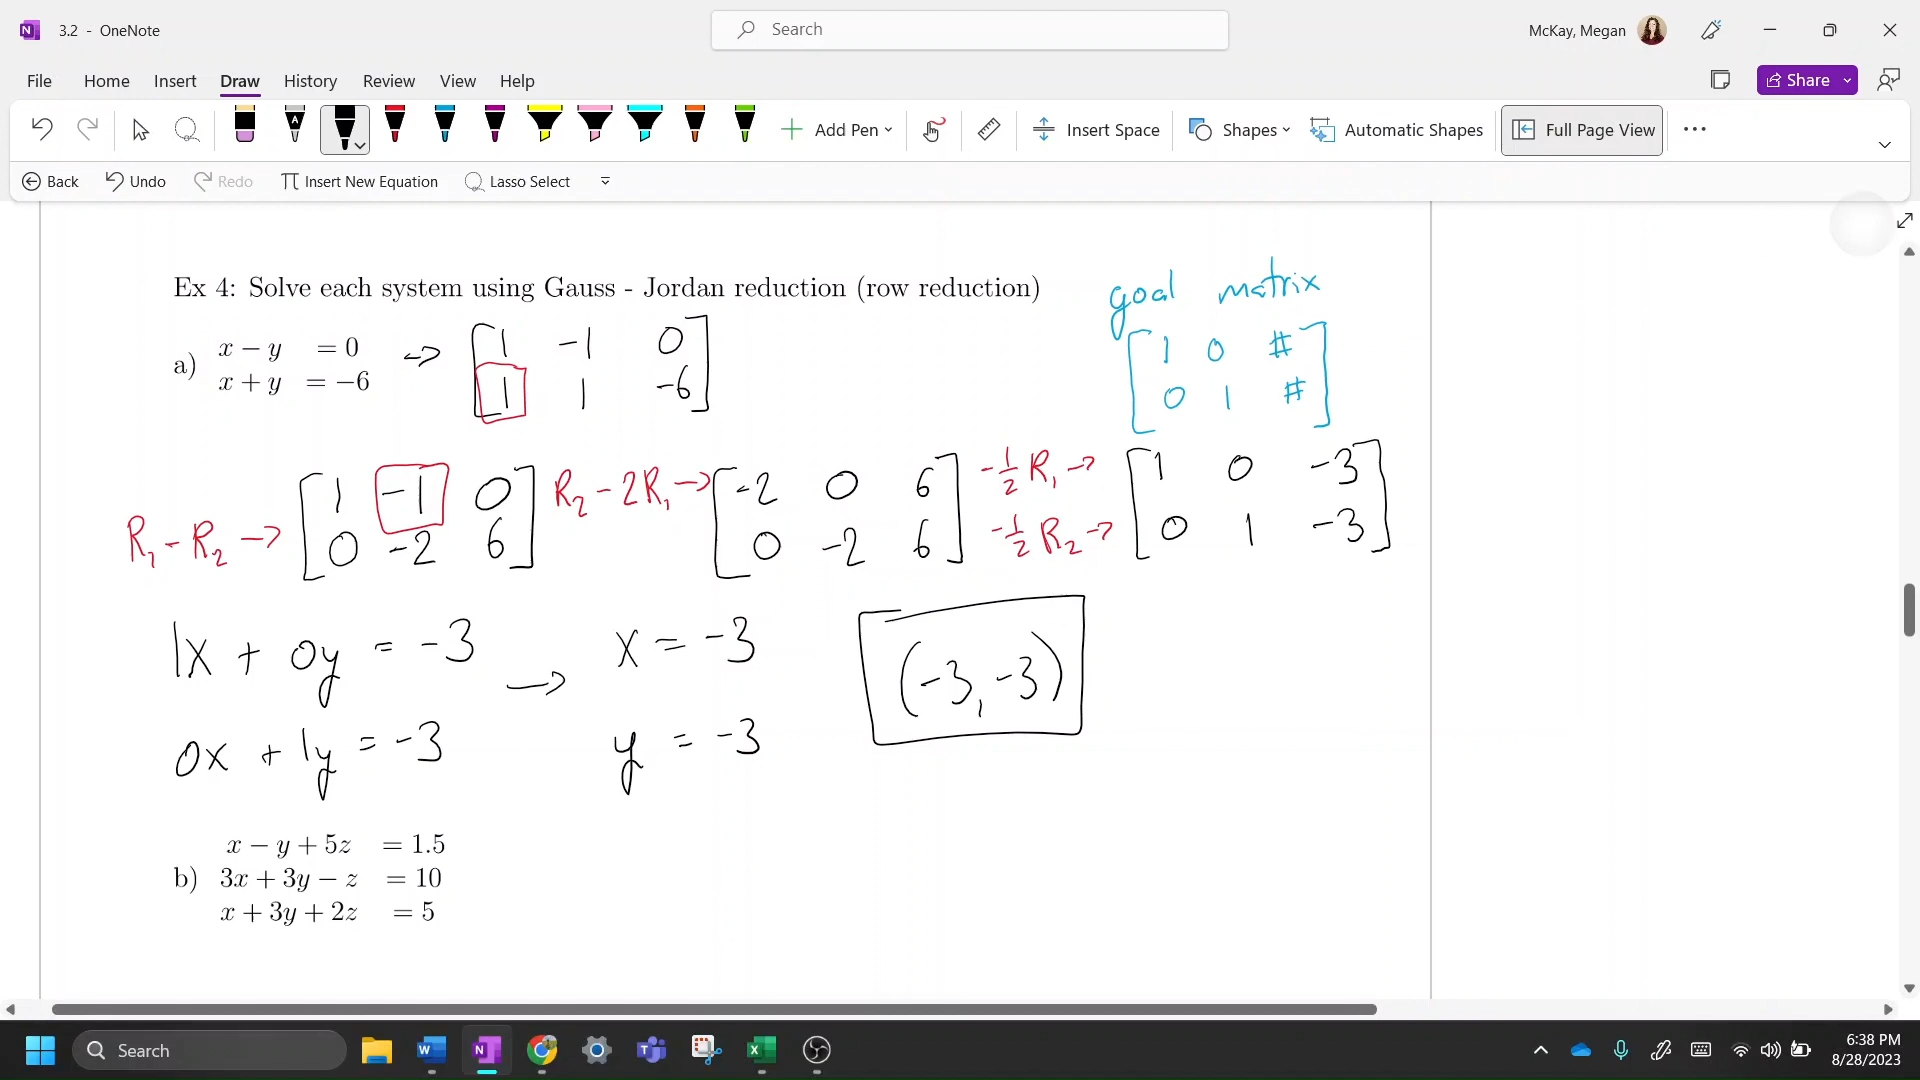 3.2 - OneNote
Search
McKay, Megan
File Home Insert Draw History Review View Help
Share
A
Add Pen
Insert Space
Shapes
Automatic Shapes
Full Page View
Back Undo Redo Insert New Equation Lasso Select
Ex 4: Solve each system using Gauss - Jordan reduction (row reduction)
goal matrix
[1 0 #
0 1 #]
a) x − y = 0
x + y = −6
→ [1 -1 0
1 1 -6]
R₁ - R₂ → [1 -1 0
0 -2 6]
R₂ - 2R₁ → [-2 0 6
0 -2 6]
-1/2 R₁ →
-1/2 R₂ →
[1 0 -3
0 1 -3]
1x + 0y = -3 → x = -3
0x + 1y = -3 y = -3
(-3, -3)
b) x − y + 5z = 1.5
3x + 3y − z = 10
x + 3y + 2z = 5
Search
6:38 PM
8/28/2023